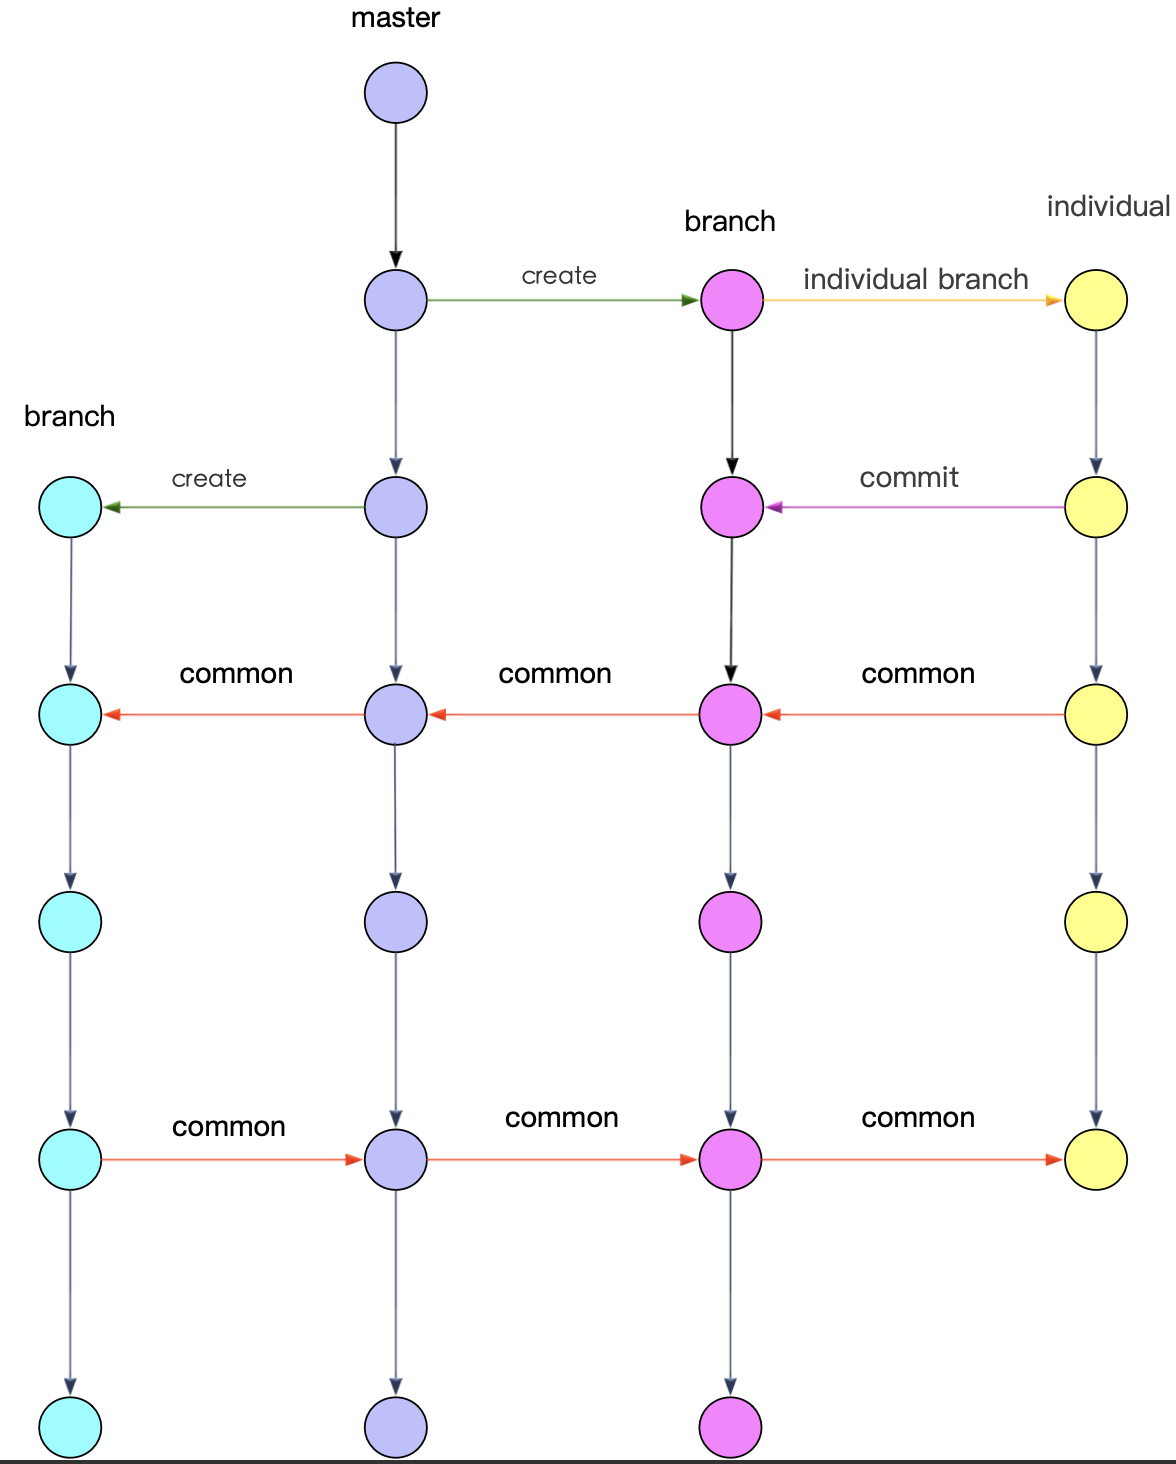 master
individual
branch
create
individual branch
branch
create
commit
common
common
common
common
common
common